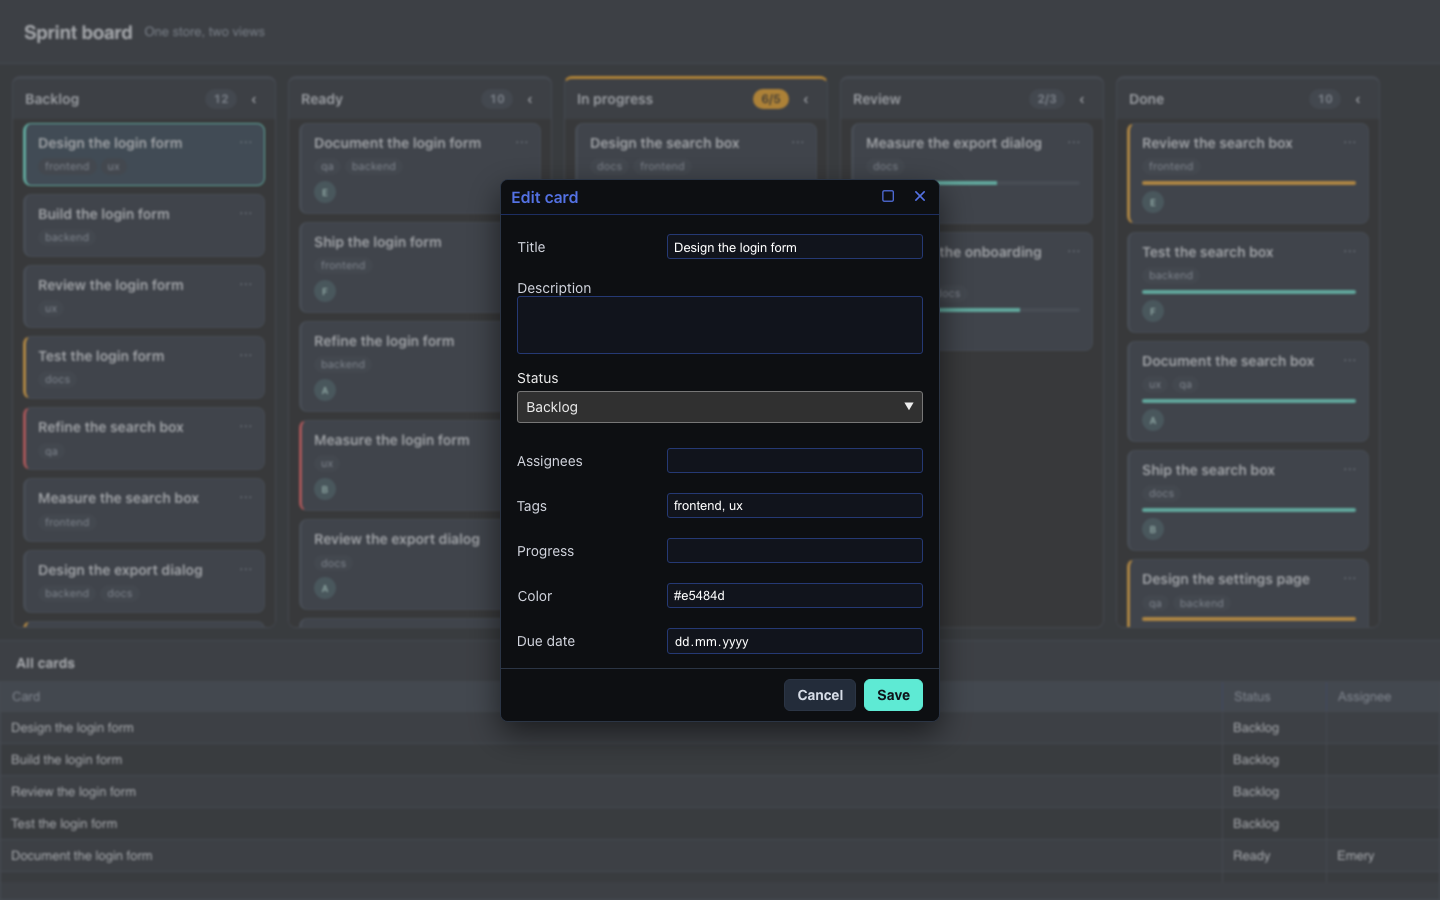 Sprint board One store, two views
Backlog 12 ‹
Design the login form ···
frontend ux
Build the login form ···
backend
Review the login form ···
ux
Test the login form ···
docs
Refine the search box ···
qa
Measure the search box ···
frontend
Design the export dialog ···
backend docs
Ready 10 ‹
Document the login form ···
qa backend
E
Ship the login form
frontend
F
Refine the login form
backend
A
Measure the login form
ux
B
Review the export dialog
docs
A
In progress 6/5 ‹
Design the search box ···
docs frontend
Review 2/3 ‹
Measure the export dialog ···
docs
the onboarding ···
docs
Done 10 ‹
Review the search box ···
frontend
E
Test the search box ···
backend
F
Document the search box ···
ux qa
A
Ship the search box ···
docs
B
Design the settings page ···
qa backend
Edit card
Title Design the login form
Description
Status
Backlog
Assignees
Tags frontend, ux
Progress
Color #e5484d
Due date dd.mm.yyyy
Cancel Save
All cards
Card Status Assignee
Design the login form Backlog
Build the login form Backlog
Review the login form Backlog
Test the login form Backlog
Document the login form Ready Emery